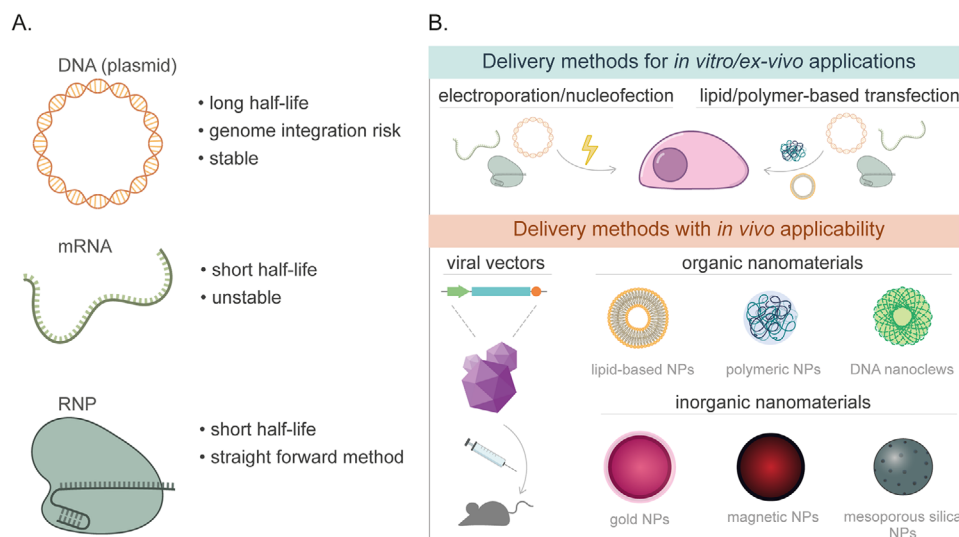 A.
DNA (plasmid)
• long half-life
• genome integration risk
• stable
mRNA
• short half-life
• unstable
RNP
• short half-life
• straight forward method
B.
Delivery methods for in vitro/ex-vivo applications
electroporation/nucleofection
lipid/polymer-based transfection
Delivery methods with in vivo applicability
viral vectors
organic nanomaterials
lipid-based NPs
polymeric NPs
DNA nanoclews
inorganic nanomaterials
gold NPs
magnetic NPs
mesoporous silica
NPs